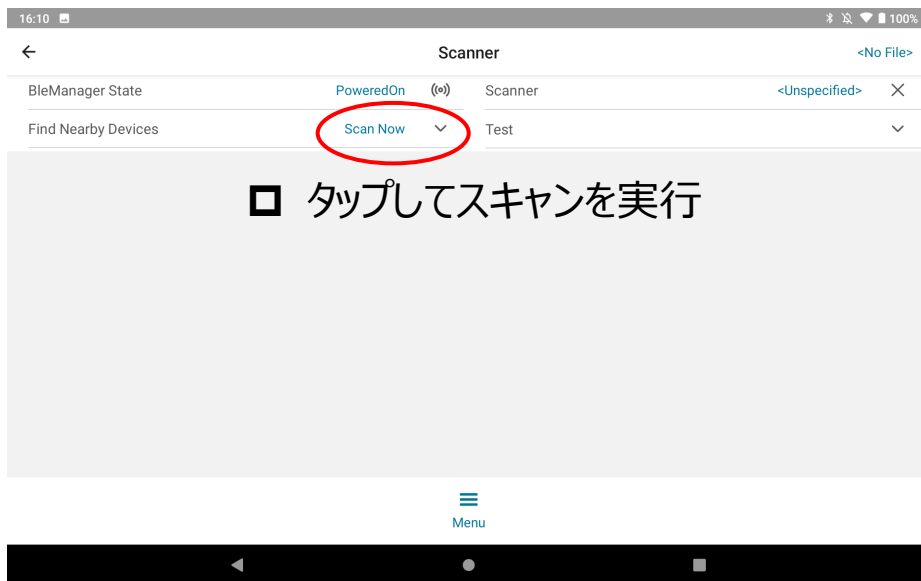 16:10 100%
Scanner <No File>
BleManager State PoweredOn Scanner <Unspecified>
Find Nearby Devices Scan Now Test
タップしてスキャンを実行
Menu